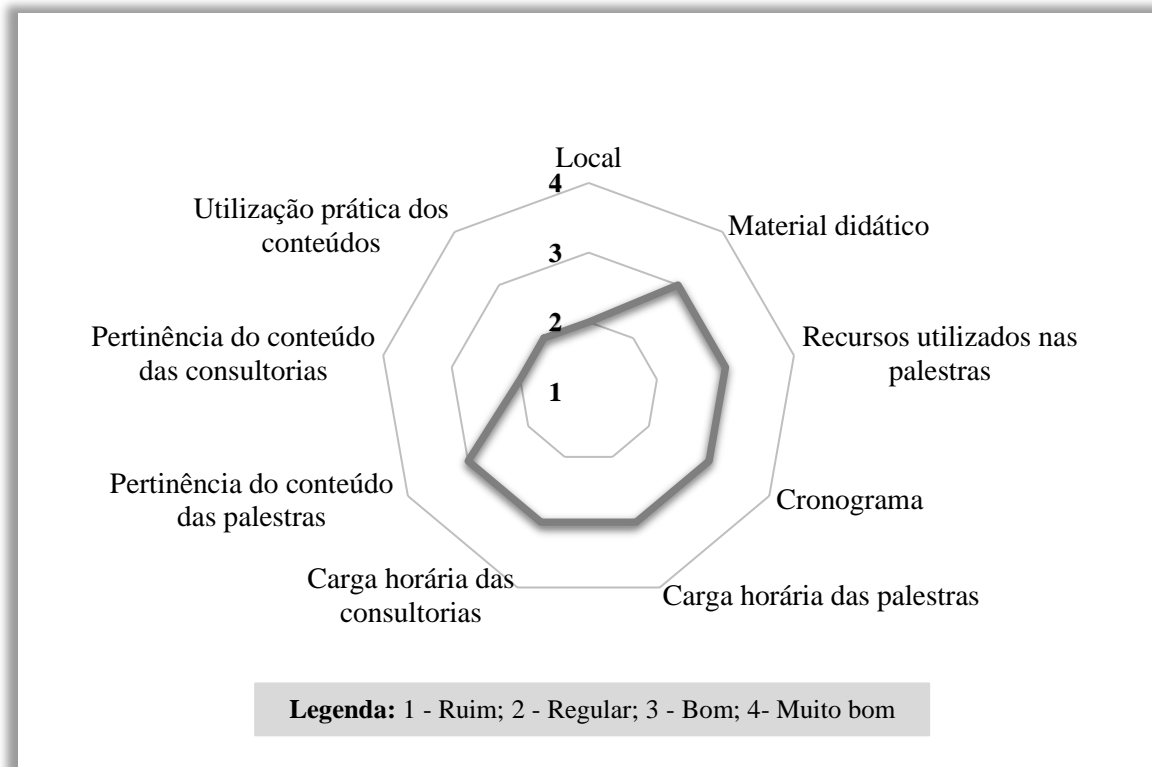 Local
4
Utilização prática dos
conteúdos
Material didático
3
2
Pertinência do conteúdo
das consultorias
Recursos utilizados nas
palestras
1
Pertinência do conteúdo
das palestras
Cronograma
Carga horária das
consultorias
Carga horária das palestras
Legenda: 1 - Ruim; 2 - Regular; 3 - Bom; 4- Muito bom